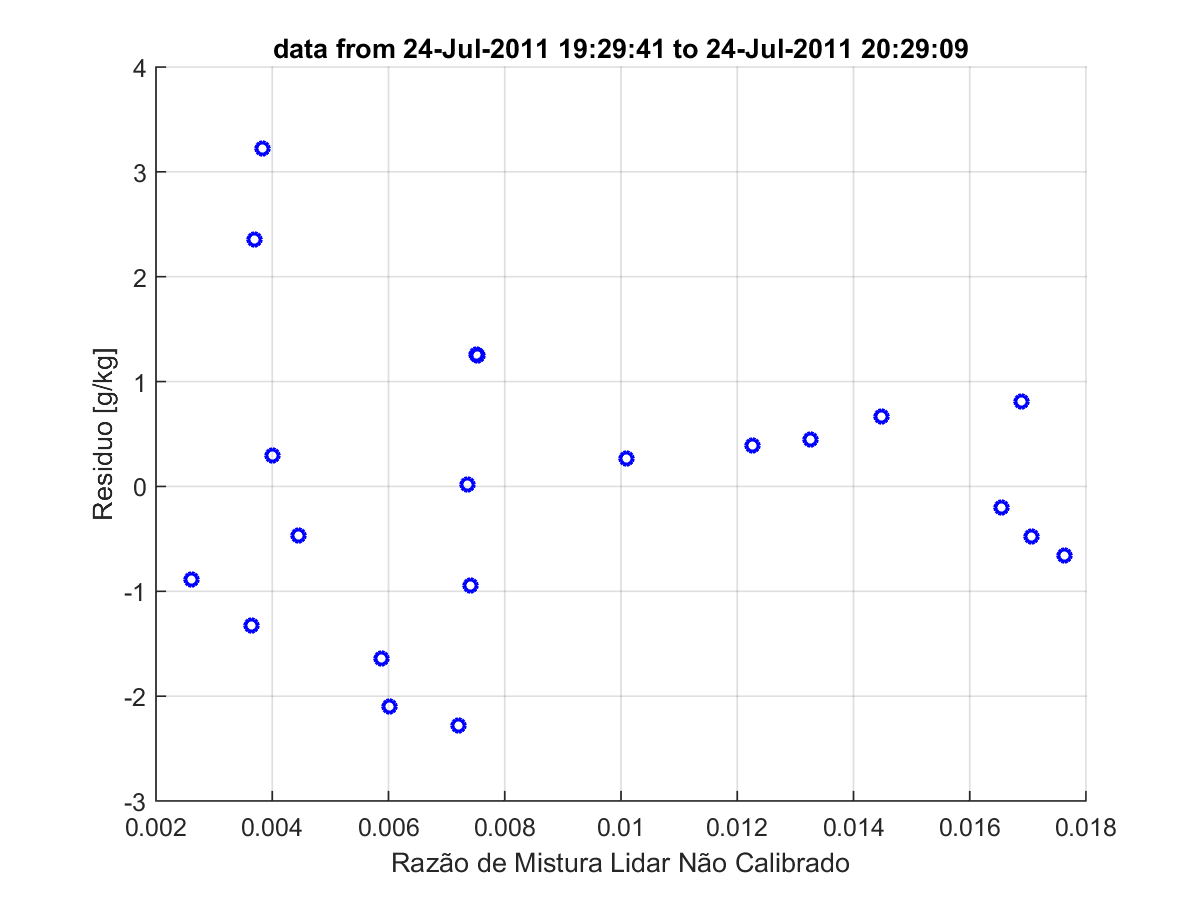 data from 24-Jul-2011 19:29:41 to 24-Jul-2011 20:29:09
4
3
2
1
0
-1
-2
-3
Residuo [g/kg]
0.002 0.004 0.006 0.008 0.01 0.012 0.014 0.016 0.018
Razão de Mistura Lidar Não Calibrado